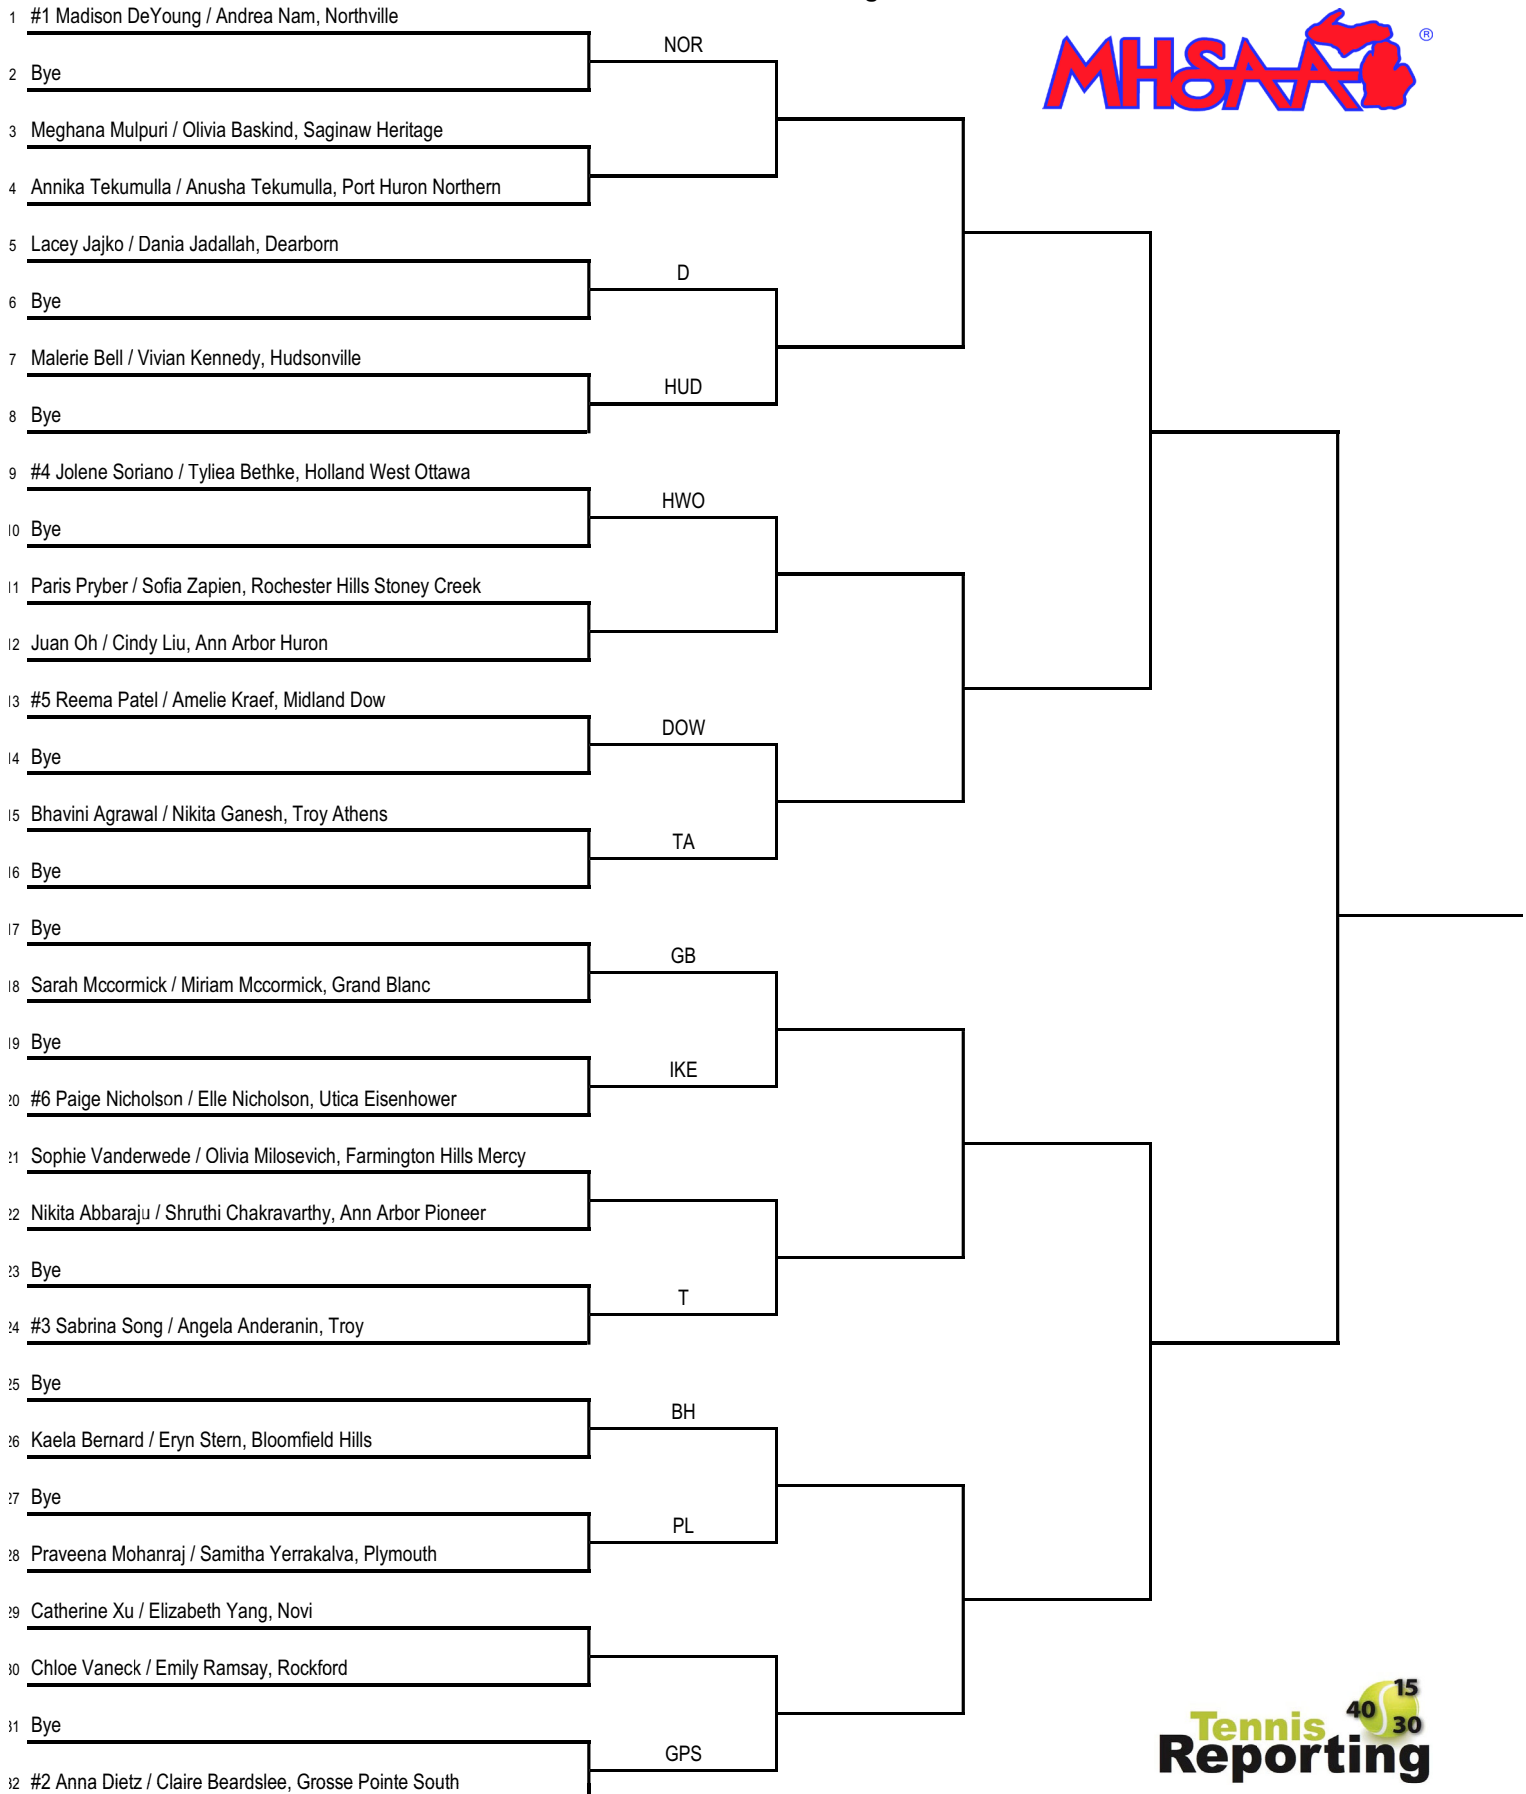 1 #1 Madison DeYoung / Andrea Nam, Northville
NOR
2 Bye
3 Meghana Mulpuri / Olivia Baskind, Saginaw Heritage
4 Annika Tekumulla / Anusha Tekumulla, Port Huron Northern
5 Lacey Jajko / Dania Jadallah, Dearborn
D
6 Bye
7 Malerie Bell / Vivian Kennedy, Hudsonville
HUD
8 Bye
9 #4 Jolene Soriano / Tyliea Bethke, Holland West Ottawa
HWO
10 Bye
11 Paris Pryber / Sofia Zapien, Rochester Hills Stoney Creek
12 Juan Oh / Cindy Liu, Ann Arbor Huron
13 #5 Reema Patel / Amelie Kraef, Midland Dow
DOW
14 Bye
15 Bhavini Agrawal / Nikita Ganesh, Troy Athens
TA
16 Bye
17 Bye
GB
18 Sarah Mccormick / Miriam Mccormick, Grand Blanc
19 Bye
IKE
20 #6 Paige Nicholson / Elle Nicholson, Utica Eisenhower
21 Sophie Vanderwede / Olivia Milosevich, Farmington Hills Mercy
22 Nikita Abbaraju / Shruthi Chakravarthy, Ann Arbor Pioneer
23 Bye
T
24 #3 Sabrina Song / Angela Anderanin, Troy
25 Bye
BH
26 Kaela Bernard / Eryn Stern, Bloomfield Hills
27 Bye
PL
28 Praveena Mohanraj / Samitha Yerrakalva, Plymouth
29 Catherine Xu / Elizabeth Yang, Novi
30 Chloe Vaneck / Emily Ramsay, Rockford
31 Bye
GPS
32 #2 Anna Dietz / Claire Beardslee, Grosse Pointe South
MHSAA ®
15
40
30
Tennis
Reporting